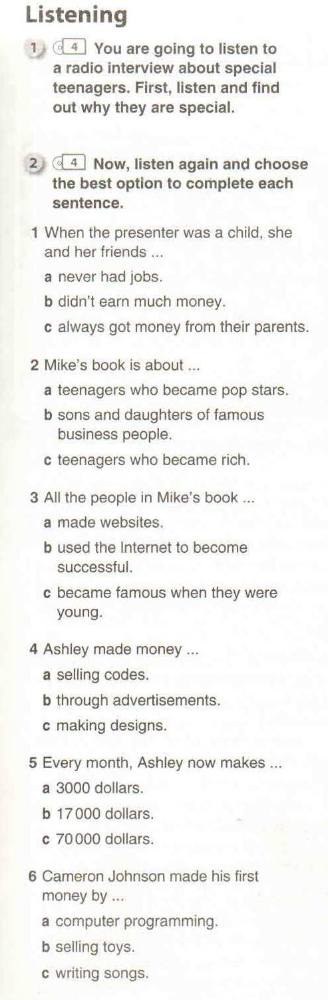 Listening
1 4 You are going to listen to
a radio interview about special
teenagers. First, listen and find
out why they are special.
2 4 Now, listen again and choose
the best option to complete each
sentence.
1 When the presenter was a child, she
and her friends ...
a never had jobs.
b didn't earn much money.
c always got money from their parents.
2 Mike's book is about ...
a teenagers who became pop stars.
b sons and daughters of famous
business people.
c teenagers who became rich.
3 All the people in Mike's book ...
a made websites.
b used the Internet to become
successful.
c became famous when they were
young.
4 Ashley made money ...
a selling codes.
b through advertisements.
c making designs.
5 Every month, Ashley now makes ...
a 3000 dollars.
b 17000 dollars.
c 70000 dollars.
6 Cameron Johnson made his first
money by ...
a computer programming.
b selling toys.
c writing songs.